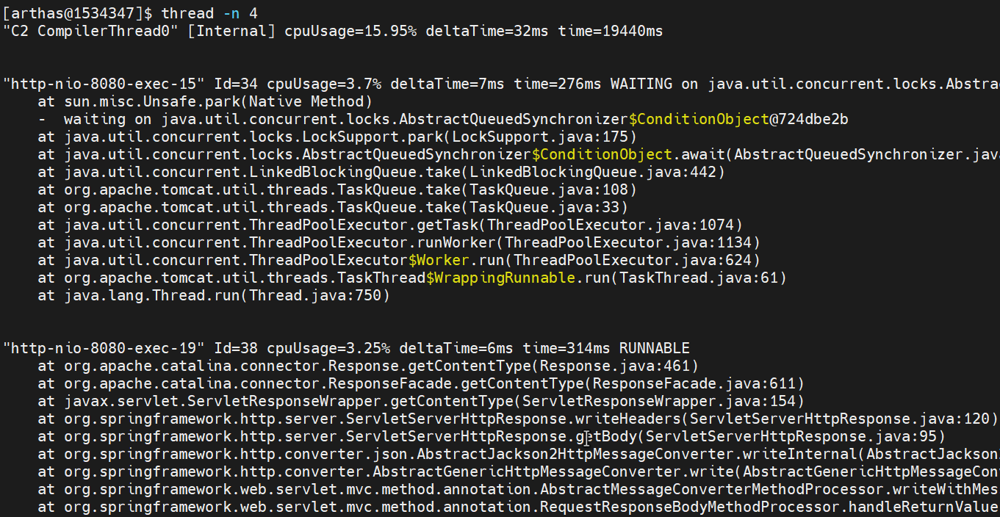 [arthas@1534347]$ thread -n 4
"C2 CompilerThread0" [Internal] cpuUsage=15.95% deltaTime=32ms time=19440ms
"http-nio-8080-exec-15" Id=34 cpuUsage=3.7% deltaTime=7ms time=276ms WAITING on java.util.concurrent.locks.Abstra
at sun.misc.Unsafe.park(Native Method)
-  waiting on java.util.concurrent.locks.AbstractQueuedSynchronizer$ConditionObject@724dbe2b
at java.util.concurrent.locks.LockSupport.park(LockSupport.java:175)
at java.util.concurrent.locks.AbstractQueuedSynchronizer$ConditionObject.await(AbstractQueuedSynchronizer.jav
at java.util.concurrent.LinkedBlockingQueue.take(LinkedBlockingQueue.java:442)
at org.apache.tomcat.util.threads.TaskQueue.take(TaskQueue.java:108)
at org.apache.tomcat.util.threads.TaskQueue.take(TaskQueue.java:33)
at java.util.concurrent.ThreadPoolExecutor.getTask(ThreadPoolExecutor.java:1074)
at java.util.concurrent.ThreadPoolExecutor.runWorker(ThreadPoolExecutor.java:1134)
at java.util.concurrent.ThreadPoolExecutor$Worker.run(ThreadPoolExecutor.java:624)
at org.apache.tomcat.util.threads.TaskThread$WrappingRunnable.run(TaskThread.java:61)
at java.lang.Thread.run(Thread.java:750)
"http-nio-8080-exec-19" Id=38 cpuUsage=3.25% deltaTime=6ms time=314ms RUNNABLE
at org.apache.catalina.connector.Response.getContentType(Response.java:461)
at org.apache.catalina.connector.ResponseFacade.getContentType(ResponseFacade.java:611)
at javax.servlet.ServletResponseWrapper.getContentType(ServletResponseWrapper.java:154)
at org.springframework.http.server.ServletServerHttpResponse.writeHeaders(ServletServerHttpResponse.java:120)
at org.springframework.http.server.ServletServerHttpResponse.getBody(ServletServerHttpResponse.java:95)
at org.springframework.http.converter.json.AbstractJackson2HttpMessageConverter.writeInternal(AbstractJackson
at org.springframework.http.converter.AbstractGenericHttpMessageConverter.write(AbstractGenericHttpMessageCon
at org.springframework.web.servlet.mvc.method.annotation.AbstractMessageConverterMethodProcessor.writeWithMes
at org.springframework.web.servlet.mvc.method.annotation.RequestResponseBodyMethodProcessor.handleReturnValue